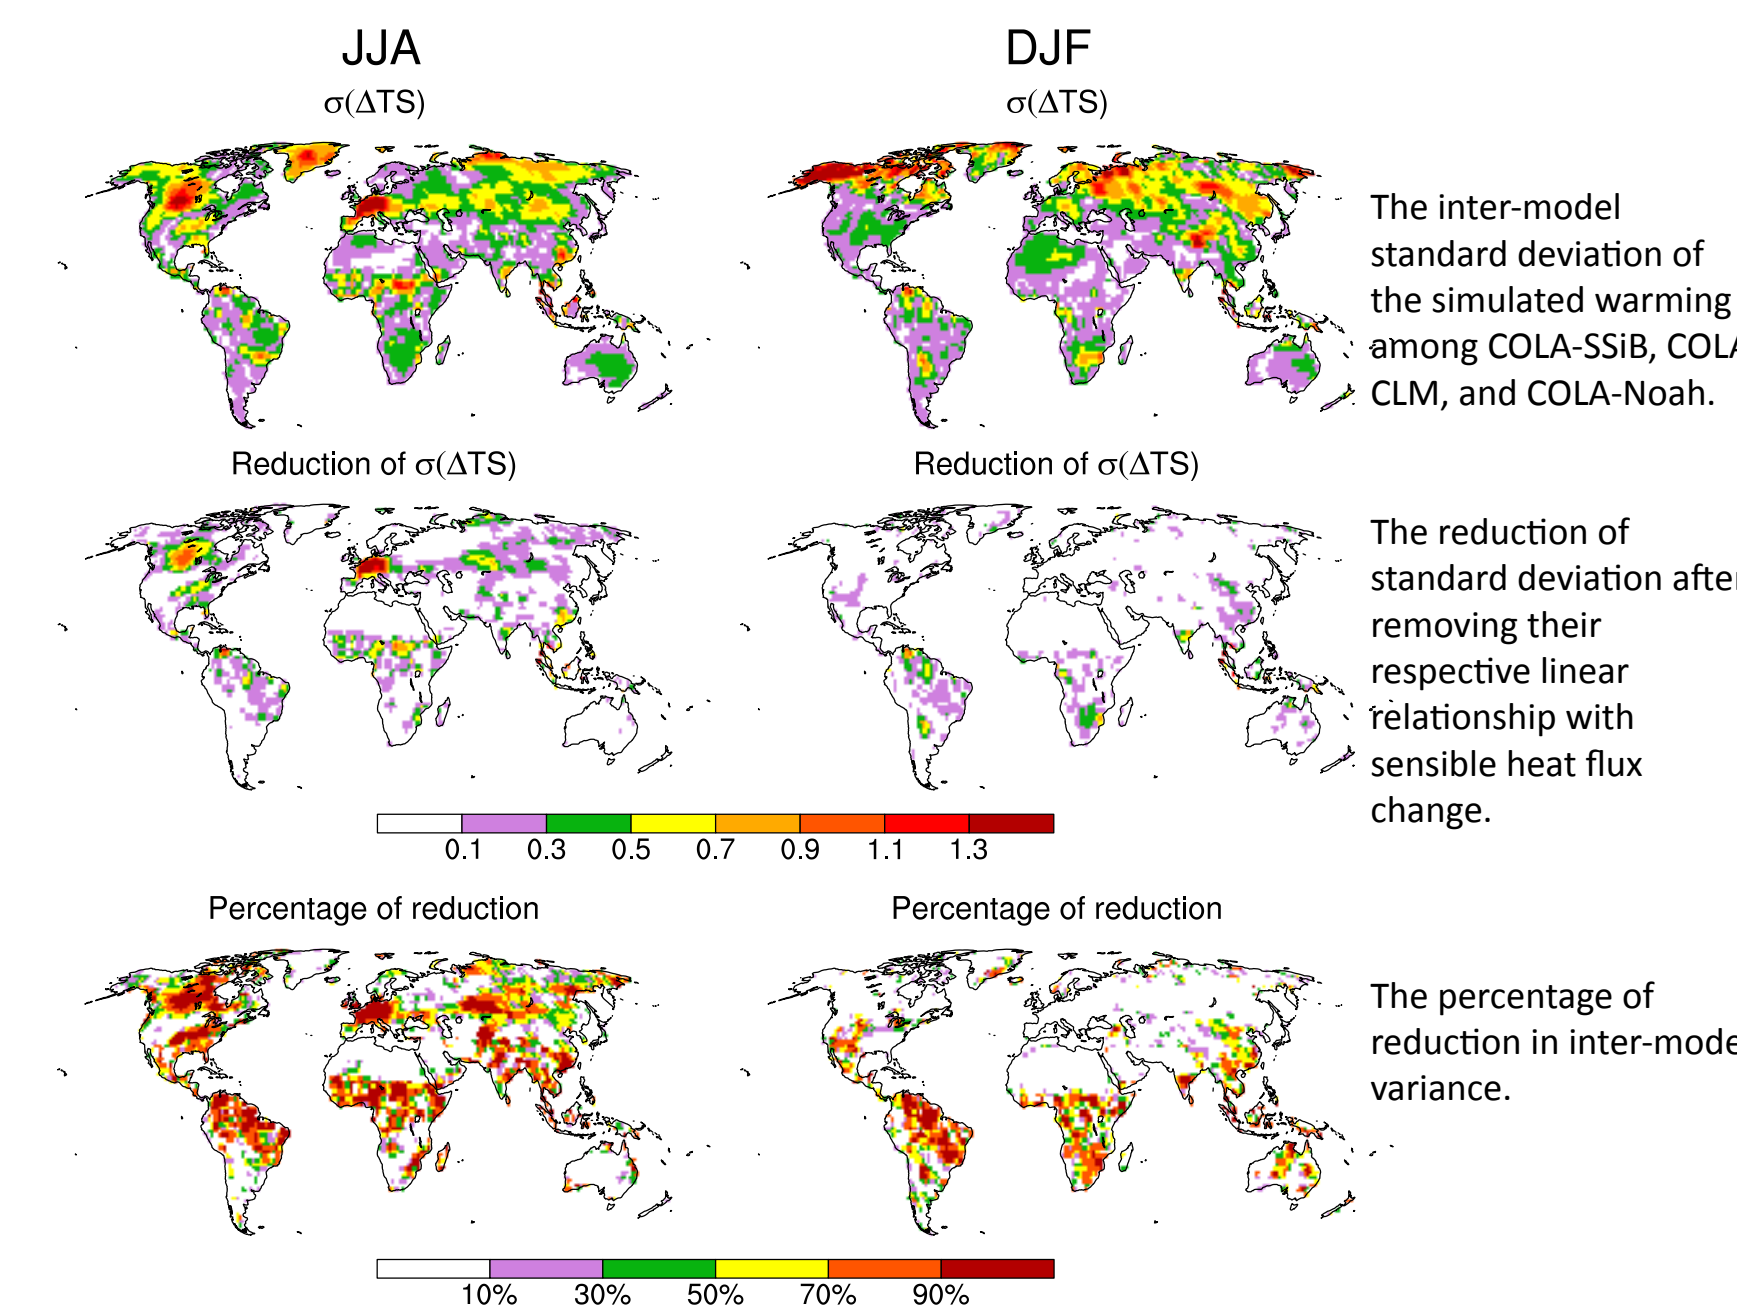 JJA
DJF
σ(ΔTS)
σ(ΔTS)
The inter-model
standard deviation of
the simulated warming
among COLA-SSiB, COLA
CLM, and COLA-Noah.
Reduction of σ(ΔTS)
Reduction of σ(ΔTS)
The reduction of
standard deviation after
removing their
respective linear
relationship with
sensible heat flux
change.
0.1 0.3 0.5 0.7 0.9 1.1 1.3
Percentage of reduction
Percentage of reduction
The percentage of
reduction in inter-mode
variance.
10% 30% 50% 70% 90%